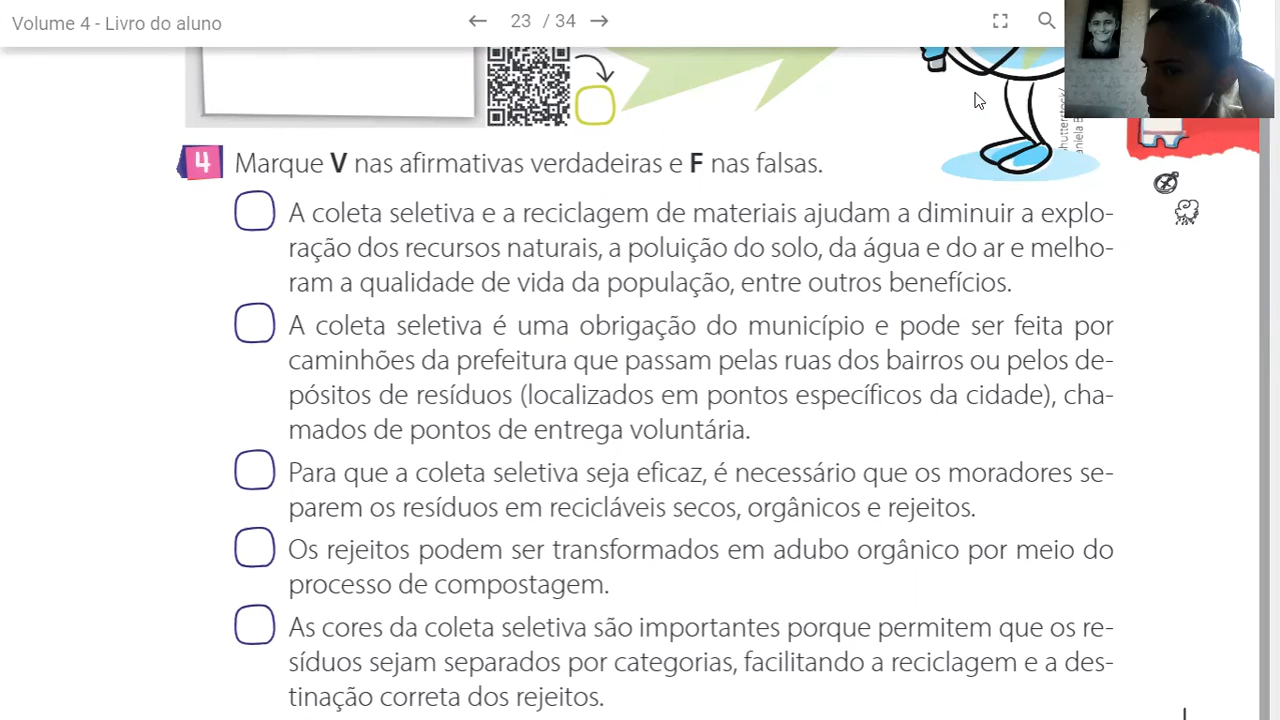 Volume 4 - Livro do aluno
23 / 34
4 Marque V nas afirmativas verdadeiras e F nas falsas.
A coleta seletiva e a reciclagem de materiais ajudam a diminuir a explo-
ração dos recursos naturais, a poluição do solo, da água e do ar e melho-
ram a qualidade de vida da população, entre outros benefícios.
A coleta seletiva é uma obrigação do município e pode ser feita por
caminhões da prefeitura que passam pelas ruas dos bairros ou pelos de-
pósitos de resíduos (localizados em pontos específicos da cidade), cha-
mados de pontos de entrega voluntária.
Para que a coleta seletiva seja eficaz, é necessário que os moradores se-
parem os resíduos em recicláveis secos, orgânicos e rejeitos.
Os rejeitos podem ser transformados em adubo orgânico por meio do
processo de compostagem.
As cores da coleta seletiva são importantes porque permitem que os re-
síduos sejam separados por categorias, facilitando a reciclagem e a des-
tinação correta dos rejeitos.